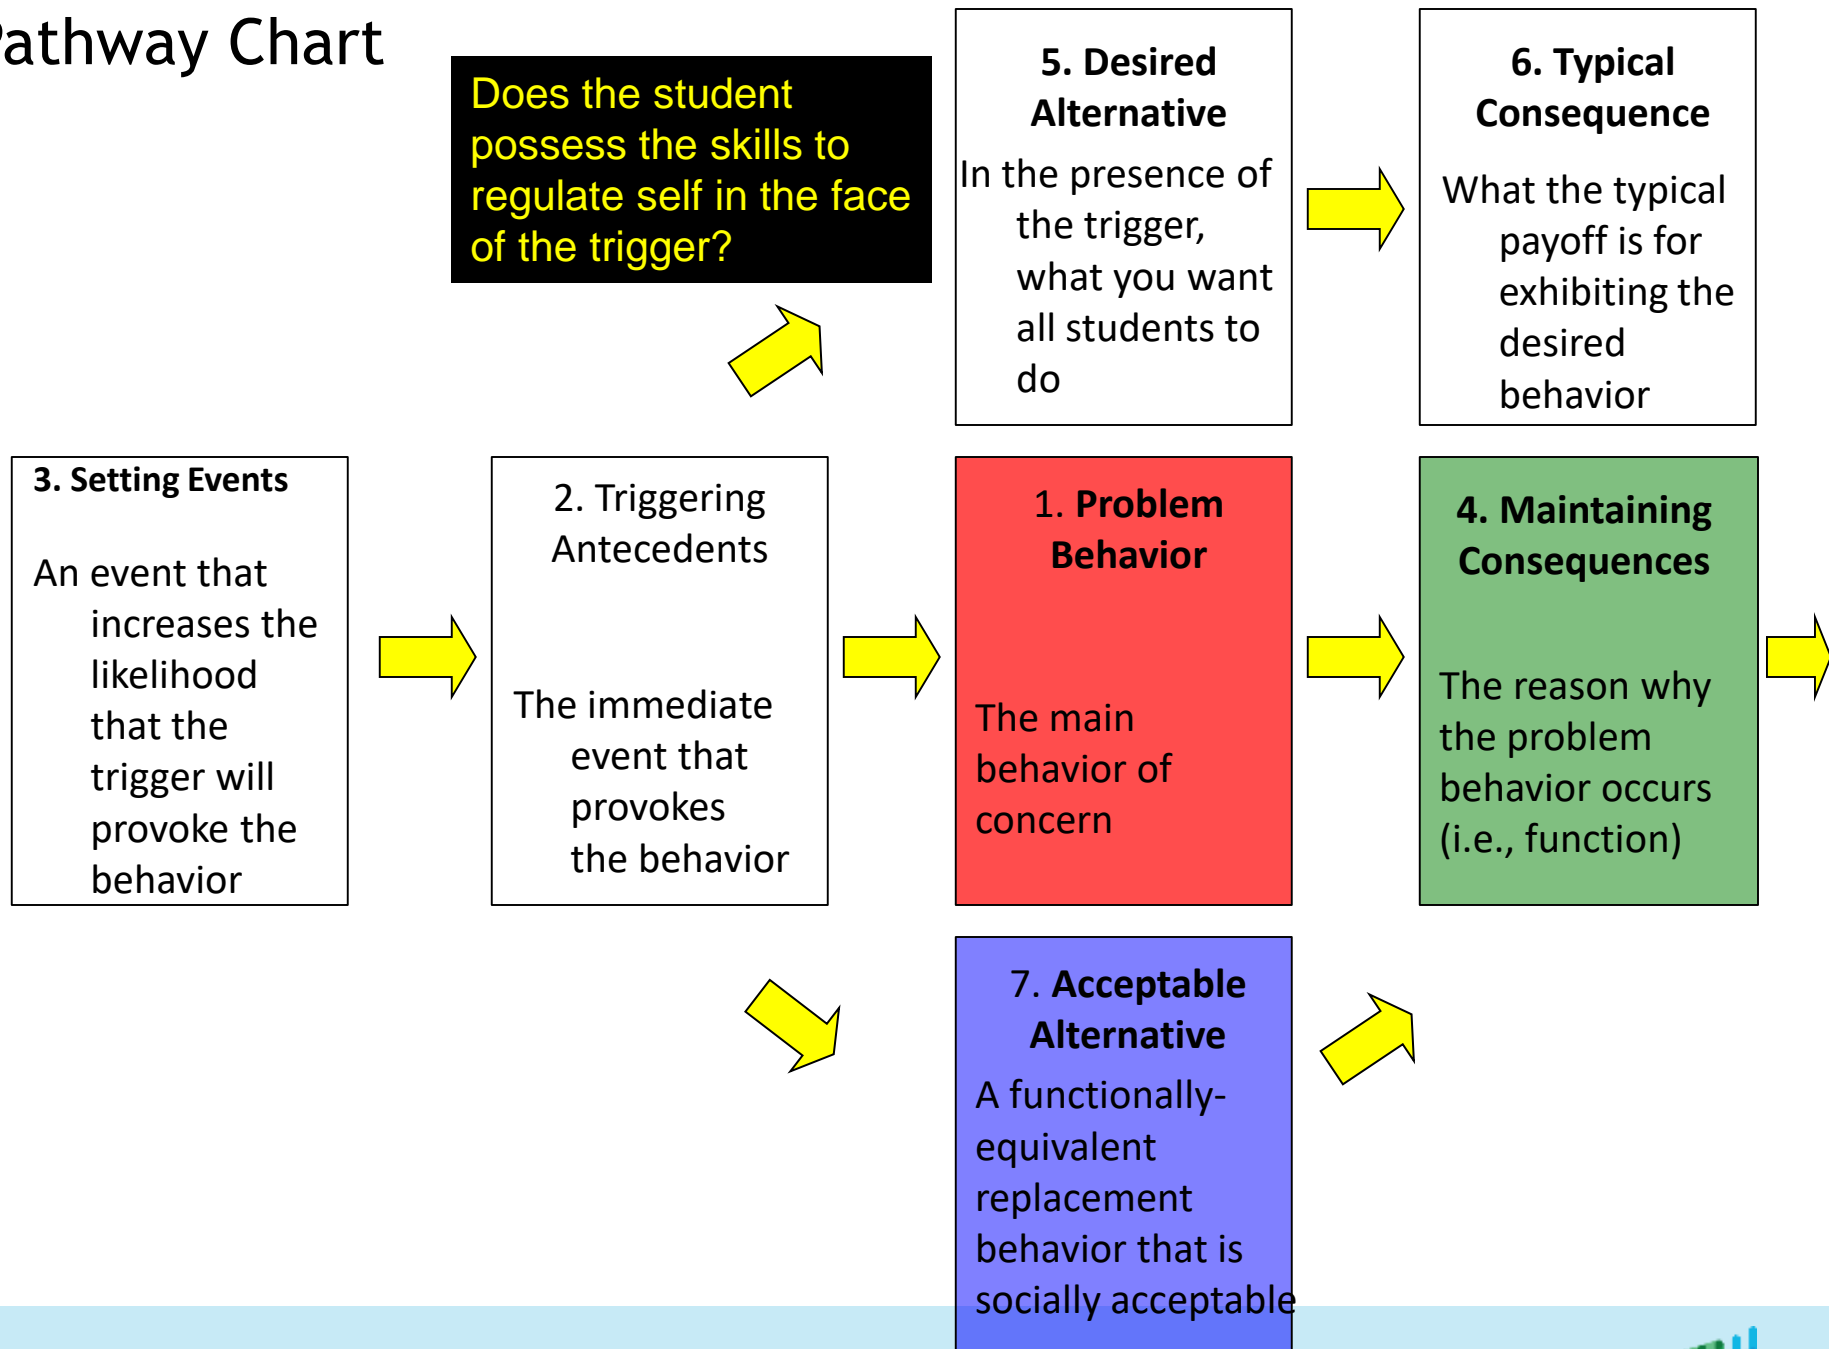 athway Chart
Does the student
possess the skills to
regulate self in the face
of the trigger?
5. Desired
Alternative
In the presence of
the trigger,
what you want
all students to
do
6. Typical
Consequence
What the typical
payoff is for
exhibiting the
desired
behavior
3. Setting Events
An event that
increases the
likelihood
that the
trigger will
provoke the
behavior
2. Triggering
Antecedents
The immediate
event that
provokes
the behavior
1. Problem
Behavior
The main
behavior of
concern
4. Maintaining
Consequences
The reason why
the problem
behavior occurs
(i.e., function)
7. Acceptable
Alternative
A functionally-
equivalent
replacement
behavior that is
socially acceptable